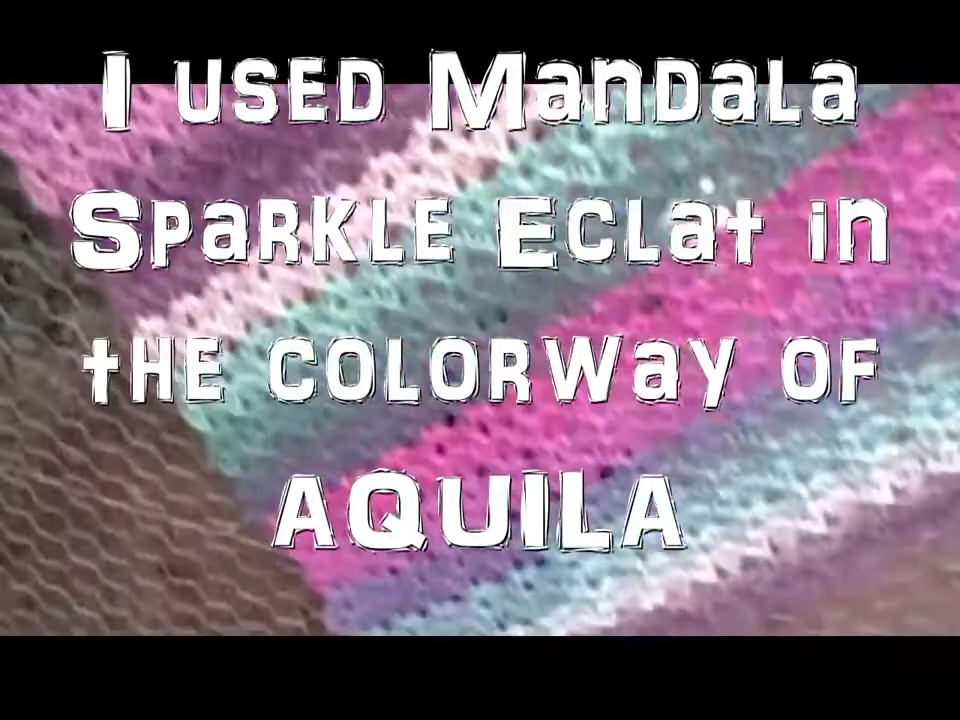 I used Mandala
Sparkle Eclat in
the colorway of
AQUILA